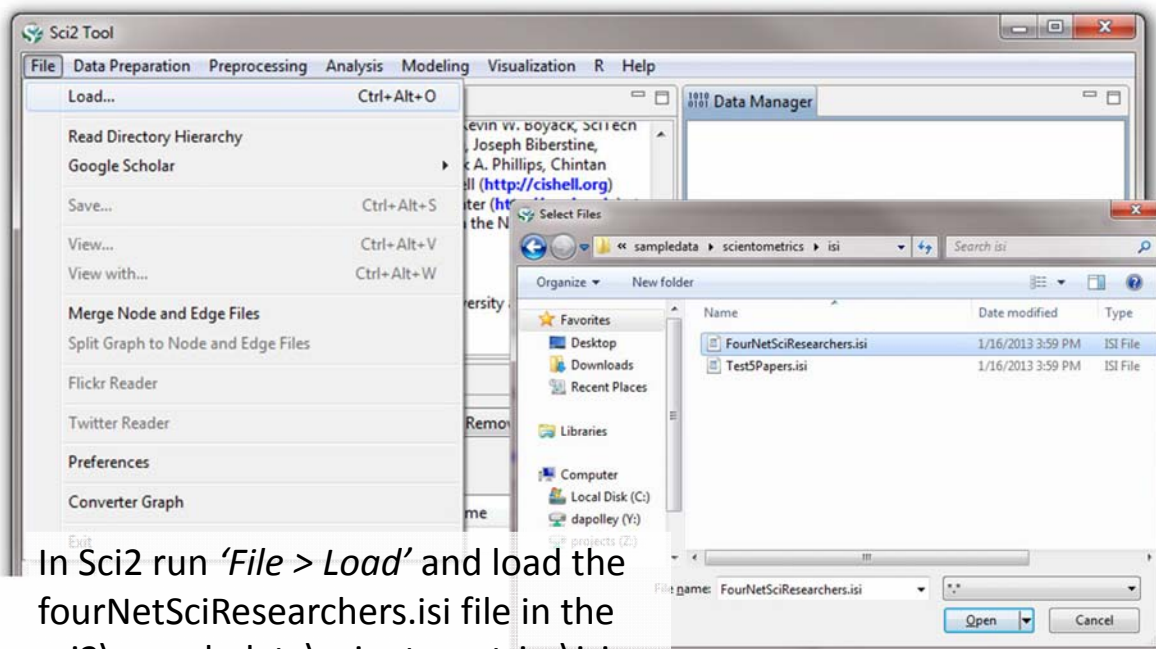 Sci2 Tool
File Data Preparation Preprocessing Analysis Modeling Visualization R Help
Load... Ctrl+Alt+O
Read Directory Hierarchy
Google Scholar
Save... Ctrl+Alt+S
View... Ctrl+Alt+V
View with... Ctrl+Alt+W
Merge Node and Edge Files
Split Graph to Node and Edge Files
Flickr Reader
Twitter Reader
Preferences
Converter Graph
Exit
Kevin W. Boyack, SciTech
, Joseph Biberstine,
A. Phillips, Chintan
(http://cishell.org)
the N
Data Manager
Select Files
« sampledata ▸ scientometrics ▸ isi
Search isi
Organize New folder
Favorites
Desktop
Downloads
Recent Places
Libraries
Computer
Local Disk (C:)
dapolley (Y:)
projects (Z:)
Name Date modified Type
FourNetSciResearchers.isi 1/16/2013 3:59 PM ISI File
Test5Papers.isi 1/16/2013 3:59 PM ISI File
name: FourNetSciResearchers.isi *.*
Open Cancel
In Sci2 run ‘File > Load’ and load the
fourNetSciResearchers.isi file in the